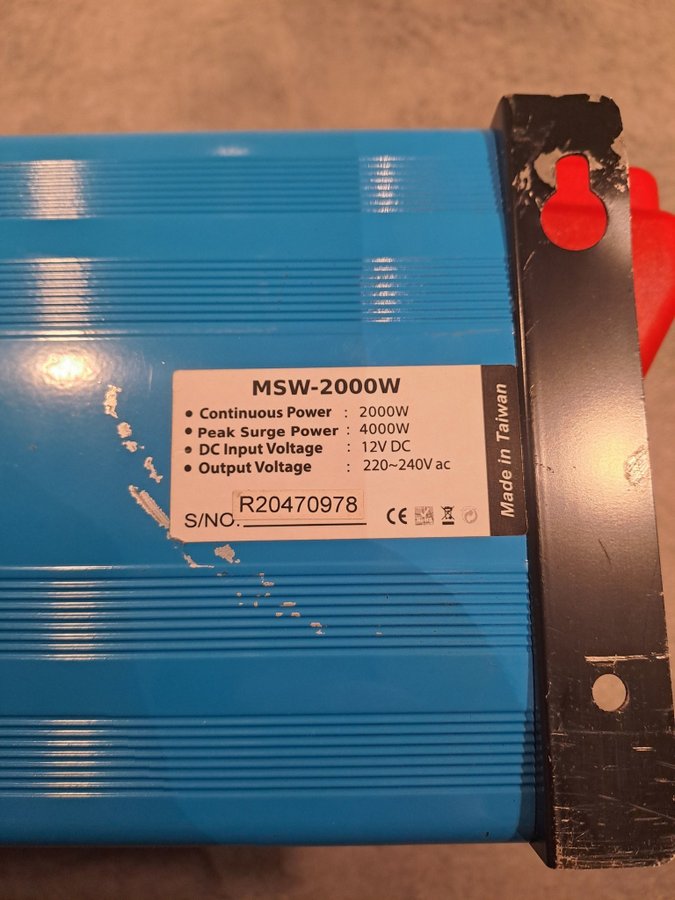 MSW-2000W
• Continuous Power : 2000W
• Peak Surge Power : 4000W
• DC Input Voltage : 12V DC
• Output Voltage : 220~240V ac
S/NO. R20470978
CE
Made in Taiwan